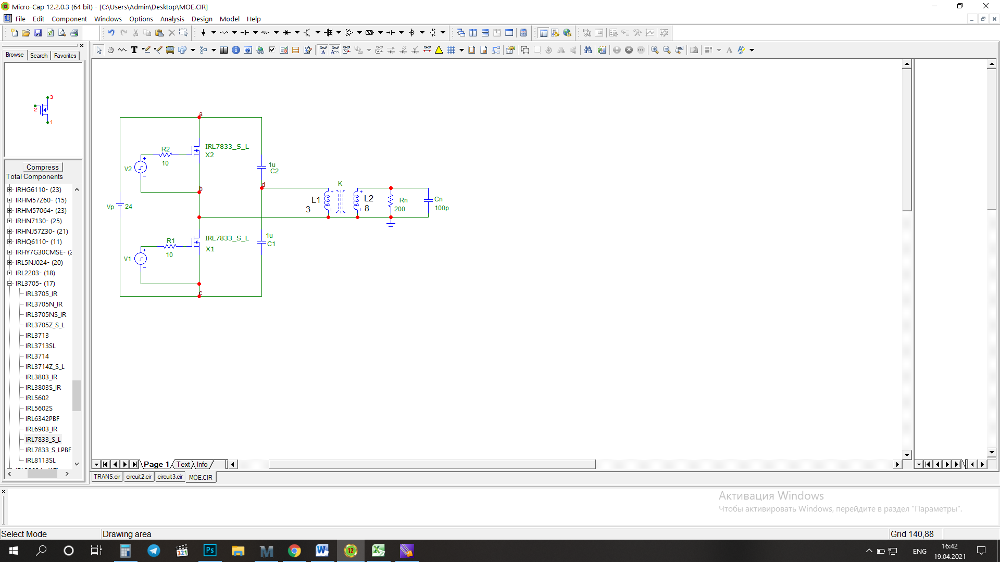 Micro-Cap 12.2.0.3 (64 bit) - [C:\Users\Admin\Desktop\MOE.CIR]
File Edit Component Windows Options Analysis Design Model Help
Browse Search Favorites
3
2
1
Compress
Total Components
IRHG6110- (23)
IRHM57Z60- (15)
IRHM57064- (23)
IRHN7130- (25)
IRHNJ57Z30- (21)
IRHQ6110- (11)
IRHY7G30CMSE- (2
IRL5NJ024- (20)
IRL2203- (18)
IRL3705- (17)
IRL3705_IR
IRL3705N_IR
IRL3705NS_IR
IRL3705Z_S_L
IRL3713
IRL3713SL
IRL3714
IRL3714Z_S_L
IRL3803_IR
IRL3803S_IR
IRL5602
IRL5602S
IRL6342PBF
IRL6903_IR
IRL7833_S_L
IRL7833_S_LPBF
IRL8113SL
a
IRL7833_S_L
X2
R2
10
V2
1u
C2
b
d
K
L1
3
L2
8
Rn
200
Cn
100p
Vp 24
IRL7833_S_L
X1
R1
10
V1
1u
C1
c
Page 1 Text Info
TRANS.cir circuit2.cir circuit3.cir MOE.CIR
Активация Windows
Чтобы активировать Windows, перейдите в раздел "Параметры".
Select Mode Drawing area Grid 140,88
321 Ps 12
ENG
16:42
19.04.2021